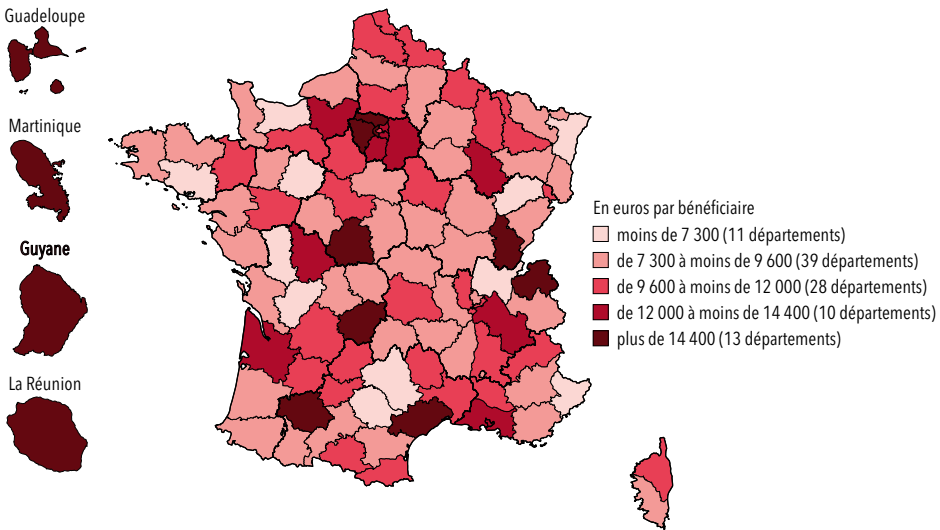 Guadeloupe
Martinique
Guyane
La Réunion
En euros par bénéficiaire
moins de 7 300 (11 départements)
de 7 300 à moins de 9 600 (39 départements)
de 9 600 à moins de 12 000 (28 départements)
de 12 000 à moins de 14 400 (10 départements)
plus de 14 400 (13 départements)